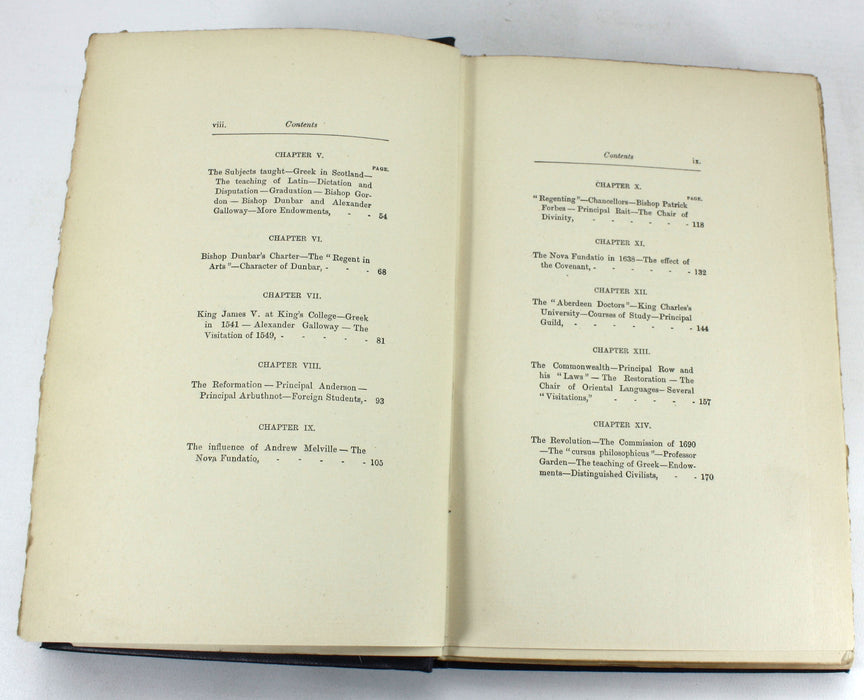 viii. Contents
CHAPTER V.
PAGE.
The Subjects taught—Greek in Scotland—
The teaching of Latin—Dictation and
Disputation—Graduation—Bishop Gor-
don—Bishop Dunbar and Alexander
Galloway—More Endowments, - - 54
CHAPTER VI.
Bishop Dunbar's Charter—The "Regent in
Arts"—Character of Dunbar, - - - 68
CHAPTER VII.
King James V. at King's College—Greek
in 1541—Alexander Galloway—The
Visitation of 1549, - - - - - 81
CHAPTER VIII.
The Reformation—Principal Anderson—
Principal Arbuthnot—Foreign Students, - 93
CHAPTER IX.
The influence of Andrew Melville—The
Nova Fundatio, - - - - - 105
Contents ix.
CHAPTER X.
PAGE.
"Regenting"—Chancellors—Bishop Patrick
Forbes—Principal Rait—The Chair of
Divinity, - - - - - - 118
CHAPTER XI.
The Nova Fundatio in 1638—The effect of
the Covenant, - - - - - - 132
CHAPTER XII.
The "Aberdeen Doctors"—King Charles's
University—Courses of Study—Principal
Guild, - - - - - - - 144
CHAPTER XIII.
The Commonwealth—Principal Row and
his "Laws"—The Restoration—The
Chair of Oriental Languages—Several
"Visitations," - - - - - 157
CHAPTER XIV.
The Revolution—The Commission of 1690
—The "cursus philosophicus"—Professor
Garden—The teaching of Greek—Endow-
ments—Distinguished Civilists, - - 170